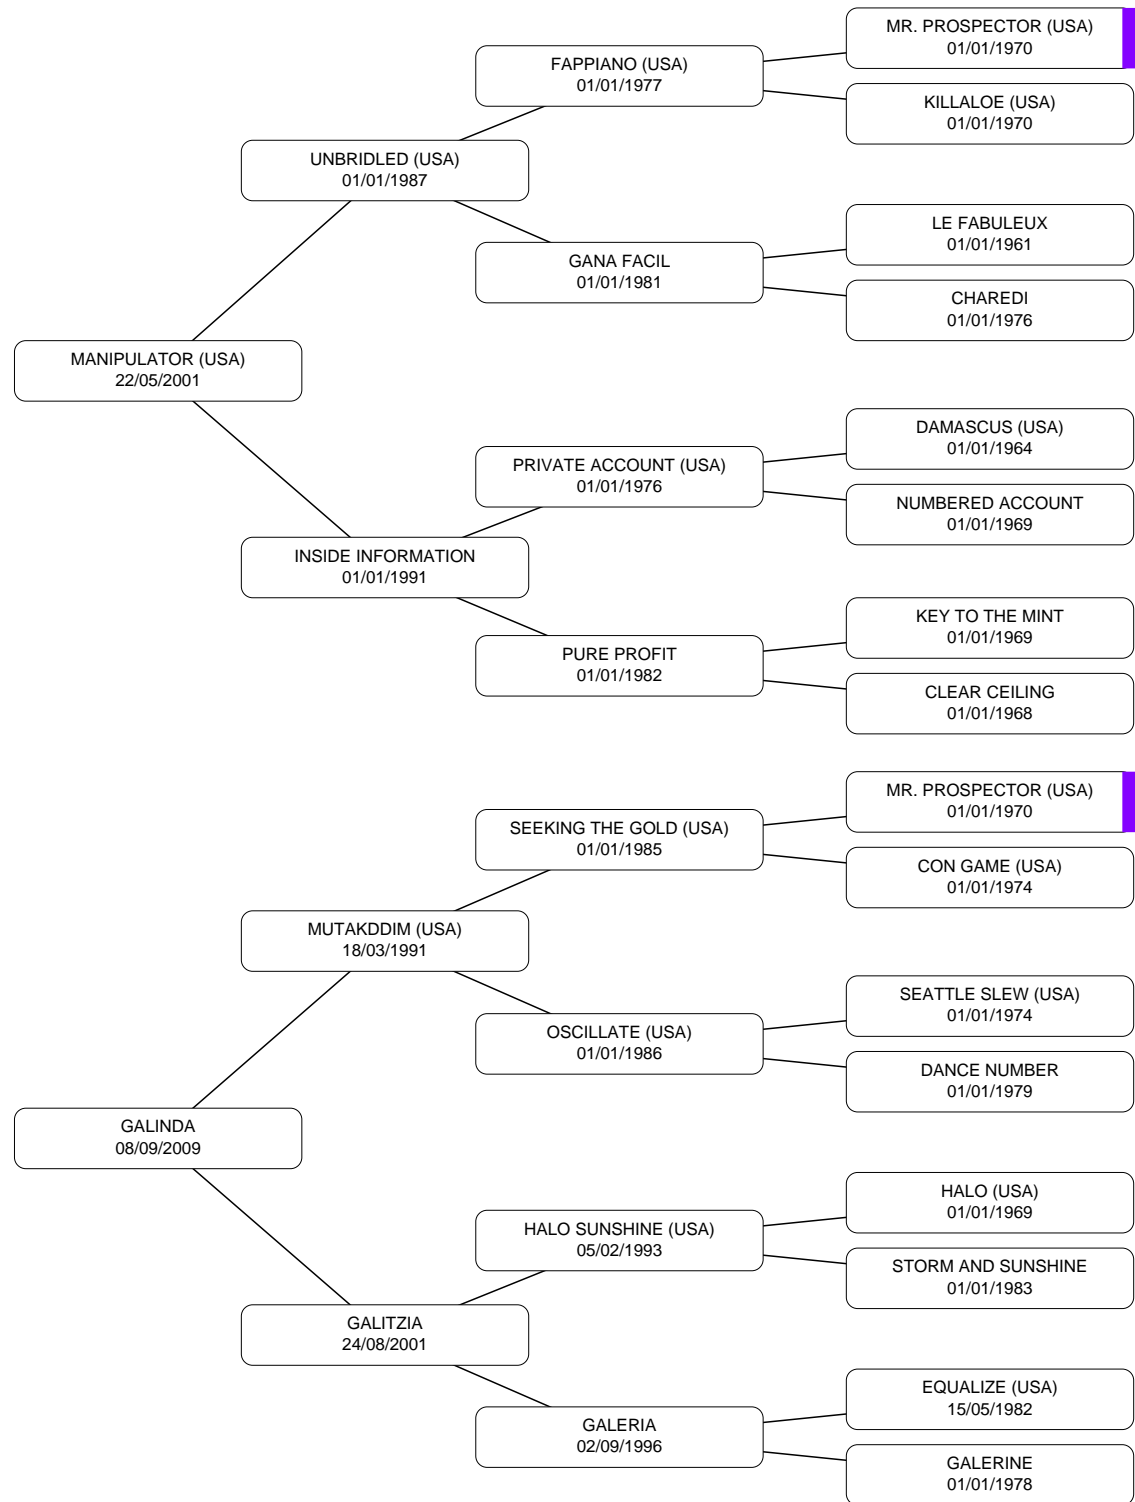 MR. PROSPECTOR (USA)
01/01/1970
FAPPIANO (USA)
01/01/1977
KILLALOE (USA)
01/01/1970
UNBRIDLED (USA)
01/01/1987
LE FABULEUX
01/01/1961
GANA FACIL
01/01/1981
CHAREDI
01/01/1976
MANIPULATOR (USA)
22/05/2001
DAMASCUS (USA)
01/01/1964
PRIVATE ACCOUNT (USA)
01/01/1976
NUMBERED ACCOUNT
01/01/1969
INSIDE INFORMATION
01/01/1991
KEY TO THE MINT
01/01/1969
PURE PROFIT
01/01/1982
CLEAR CEILING
01/01/1968
MR. PROSPECTOR (USA)
01/01/1970
SEEKING THE GOLD (USA)
01/01/1985
CON GAME (USA)
01/01/1974
MUTAKDDIM (USA)
18/03/1991
SEATTLE SLEW (USA)
01/01/1974
OSCILLATE (USA)
01/01/1986
DANCE NUMBER
01/01/1979
GALINDA
08/09/2009
HALO (USA)
01/01/1969
HALO SUNSHINE (USA)
05/02/1993
STORM AND SUNSHINE
01/01/1983
GALITZIA
24/08/2001
EQUALIZE (USA)
15/05/1982
GALERIA
02/09/1996
GALERINE
01/01/1978